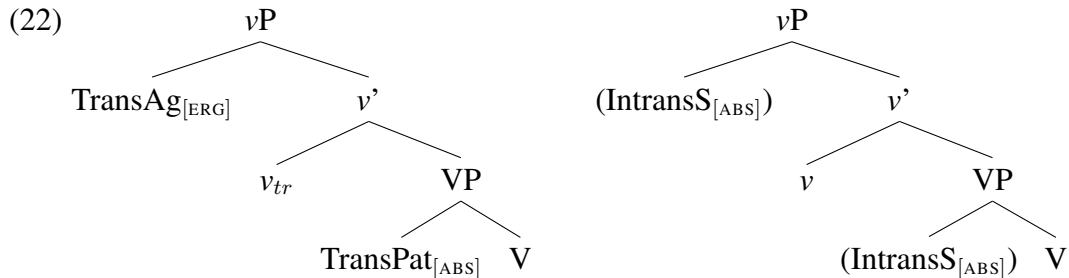 (22) vP vP
TransAg[ERG] v’ (IntransS[ABS]) v’
vtr VP v VP
TransPat[ABS] V (IntransS[ABS]) V